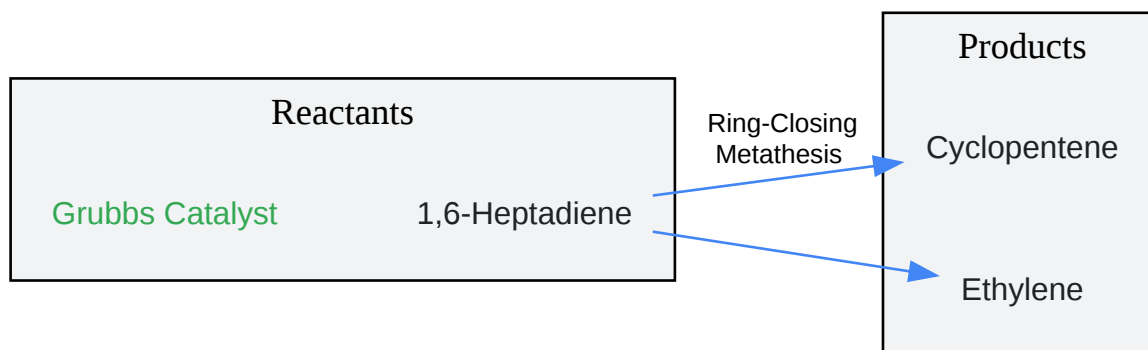 Reactants
Grubbs Catalyst
1,6-Heptadiene
Ring-Closing
Metathesis
Products
Cyclopentene
Ethylene